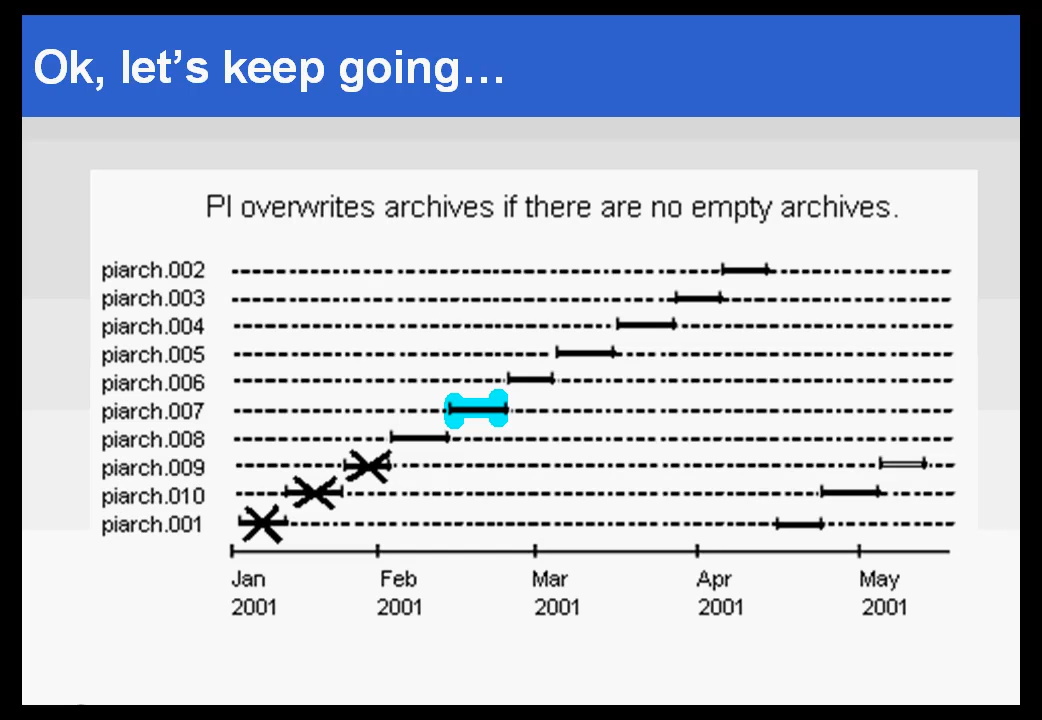 Ok, let's keep going…
PI overwrites archives if there are no empty archives.
piarch.002
piarch.003
piarch.004
piarch.005
piarch.006
piarch.007
piarch.008
piarch.009
piarch.010
piarch.001
Jan Feb Mar Apr May
2001 2001 2001 2001 2001